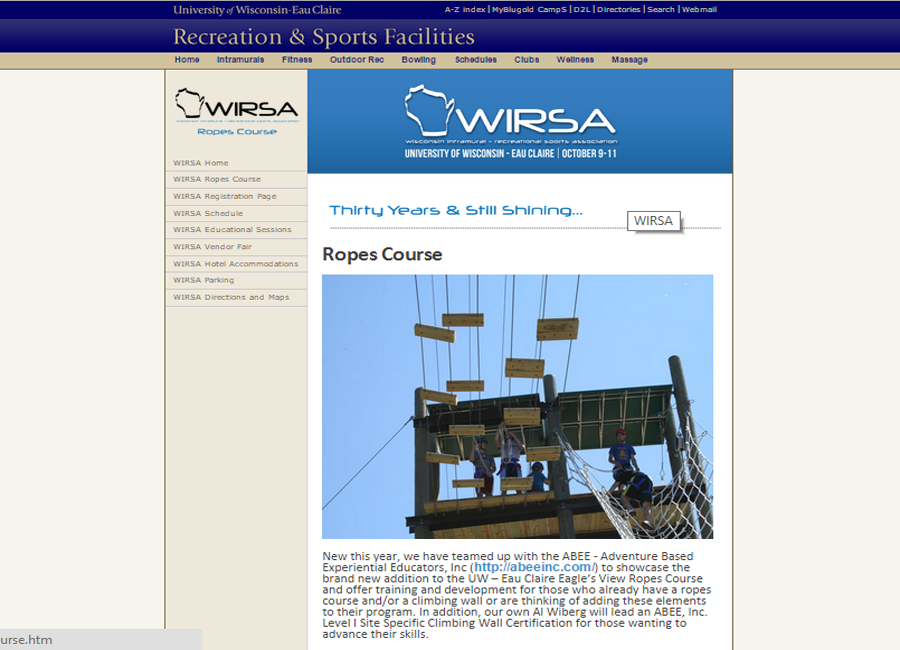 University of Wisconsin-Eau Claire
A-Z Index | MyBlugold CampS | D2L | Directories | Search | Webmail
Recreation & Sports Facilities
Home Intramurals Fitness Outdoor Rec Bowling Schedules Clubs Wellness Massage
WIRSA
wisconsin intramural - recreational sports association
Ropes Course
WIRSA Home
WIRSA Ropes Course
WIRSA Registration Page
WIRSA Schedule
WIRSA Educational Sessions
WIRSA Vendor Fair
WIRSA Hotel Accommodations
WIRSA Parking
WIRSA Directions and Maps
WIRSA
wisconsin intramural - recreational sports association
UNIVERSITY OF WISCONSIN - EAU CLAIRE | OCTOBER 9-11
Thirty Years & Still Shining...
WIRSA
Ropes Course
New this year, we have teamed up with the ABEE - Adventure Based
Experiential Educators, Inc (http://abeeinc.com/) to showcase the
brand new addition to the UW – Eau Claire Eagle's View Ropes Course
and offer training and development for those who already have a ropes
course and/or a climbing wall or are thinking of adding these elements
to their program. In addition, our own Al Wiberg will lead an ABEE, Inc.
Level I Site Specific Climbing Wall Certification for those wanting to
advance their skills.
urse.htm